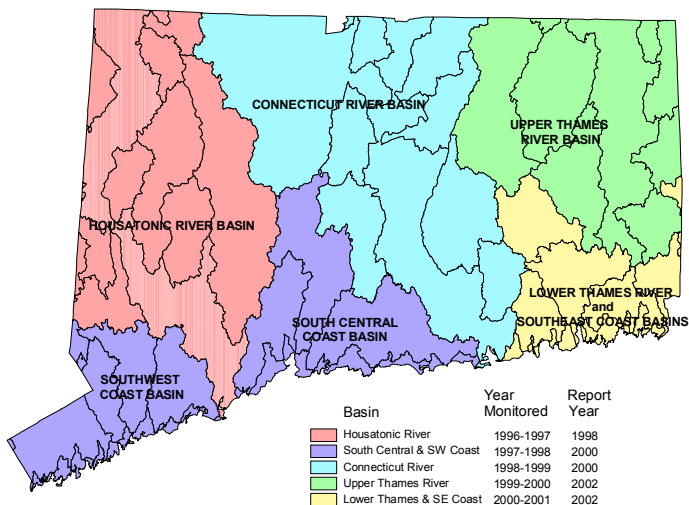 CONNECTICUT RIVER BASIN
UPPER THAMES
RIVER BASIN
HOUSATONIC RIVER BASIN
LOWER THAMES RIVER
and
SOUTHEAST COAST BASINS
SOUTH CENTRAL
COAST BASIN
SOUTHWEST
COAST BASIN
Basin Year Monitored Report Year
Housatonic River 1996-1997 1998
South Central & SW Coast 1997-1998 2000
Connecticut River 1998-1999 2000
Upper Thames River 1999-2000 2002
Lower Thames & SE Coast 2000-2001 2002